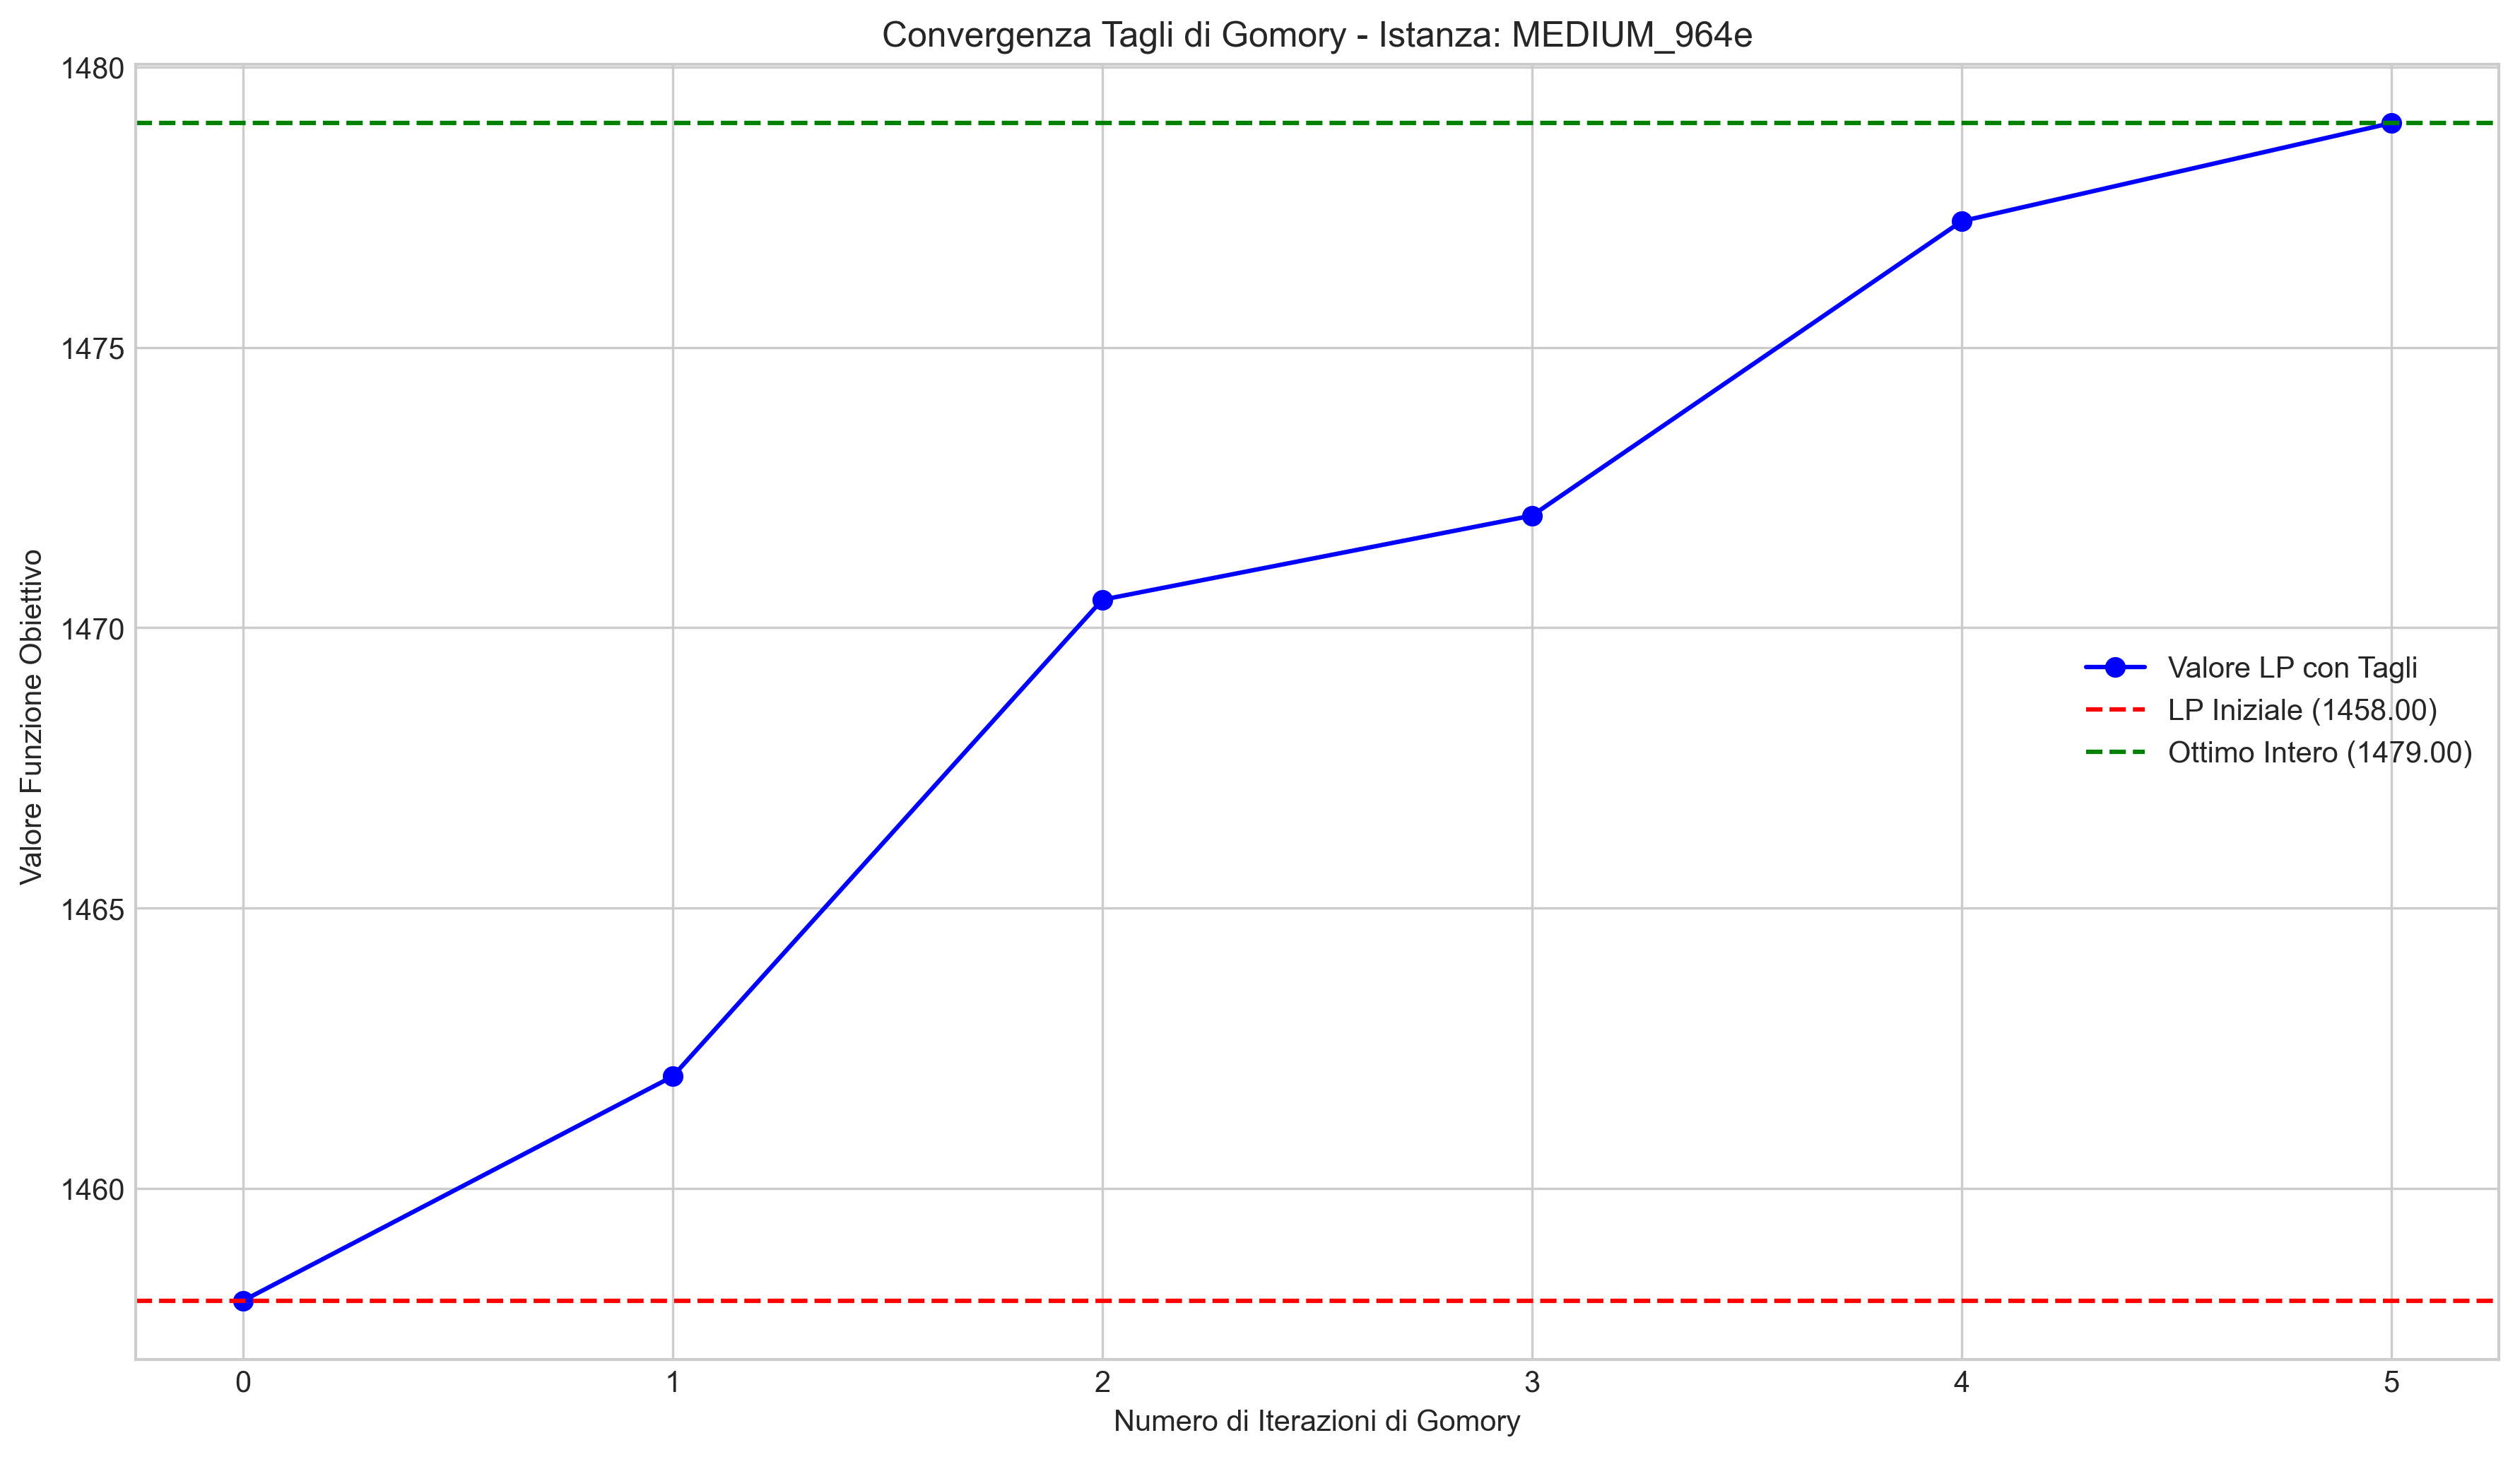 Convergenza Tagli di Gomory - Istanza: MEDIUM_964e
Valore Funzione Obiettivo
1480
1475
1470
1465
1460
Valore LP con Tagli
LP Iniziale (1458.00)
Ottimo Intero (1479.00)
0 1 2 3 4 5
Numero di Iterazioni di Gomory